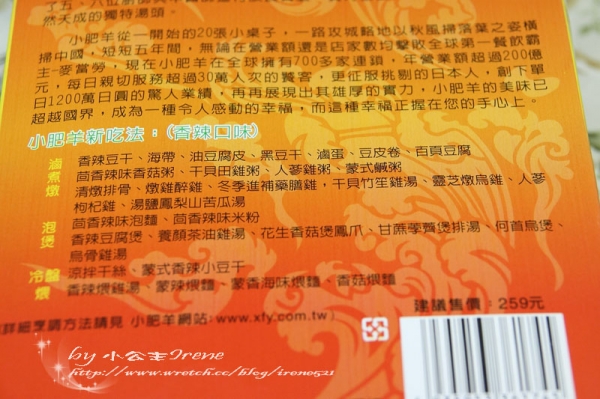 然天成的獨特湯頭。
小肥羊從一開始的20張小桌子，一路攻城略地以秋風掃落葉之姿橫
掃中國，短短五年間，無論在營業額還是店家數均擊敗全球第一餐飲霸
主-麥當勞，現在小肥羊在全球擁有700多家連鎖，年營業額超過200億
元，每日親切服務超過30萬人次的饕客，更征服挑剔的日本人，創下單
日1200萬日圓的驚人業績，再再展現出其雄厚的實力，小肥羊的美味已
超越國界，成為一種令人感動的幸福，而這種幸福正握在您的手心上。
小肥羊新吃法：(香辣口味)
滷煮燉 香辣豆干、海帶、油豆腐皮、黑豆干、滷蛋、豆皮卷、百頁豆腐
茴香辣味香菇粥、干貝田雞粥、人蔘雞粥、蒙式鹹粥
清燉排骨、燉雞醉雞、冬季進補藥膳雞，干貝竹笙雞湯、靈芝燉烏雞、人蔘
枸杞雞、湯鹽鳳梨山苦瓜湯
泡煲 茴香辣味泡麵、茴香辣味米粉
香辣豆腐煲、養顏茶油雞湯、花生香菇煲鳳爪、甘蔗荸薺煲排湯、何首烏煲、
烏骨雞湯
冷醃煨 涼拌干絲、蒙式香辣小豆干
香辣煨雞湯、蒙辣煨麵、蒙香海味煨麵、香菇煨麵
建議售價：259元
詳細烹調方法請見 小肥羊網站: www.xfy.com.tw)
by 小公主Irene
http://www.wretch.cc/blog/irene521